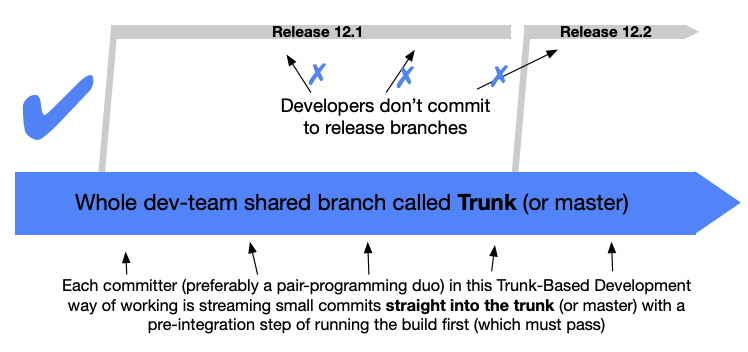 Release 12.1
Release 12.2
Developers don’t commit
to release branches
Whole dev-team shared branch called Trunk (or master)
Each committer (preferably a pair-programming duo) in this Trunk-Based Development
way of working is streaming small commits straight into the trunk (or master) with a
pre-integration step of running the build first (which must pass)